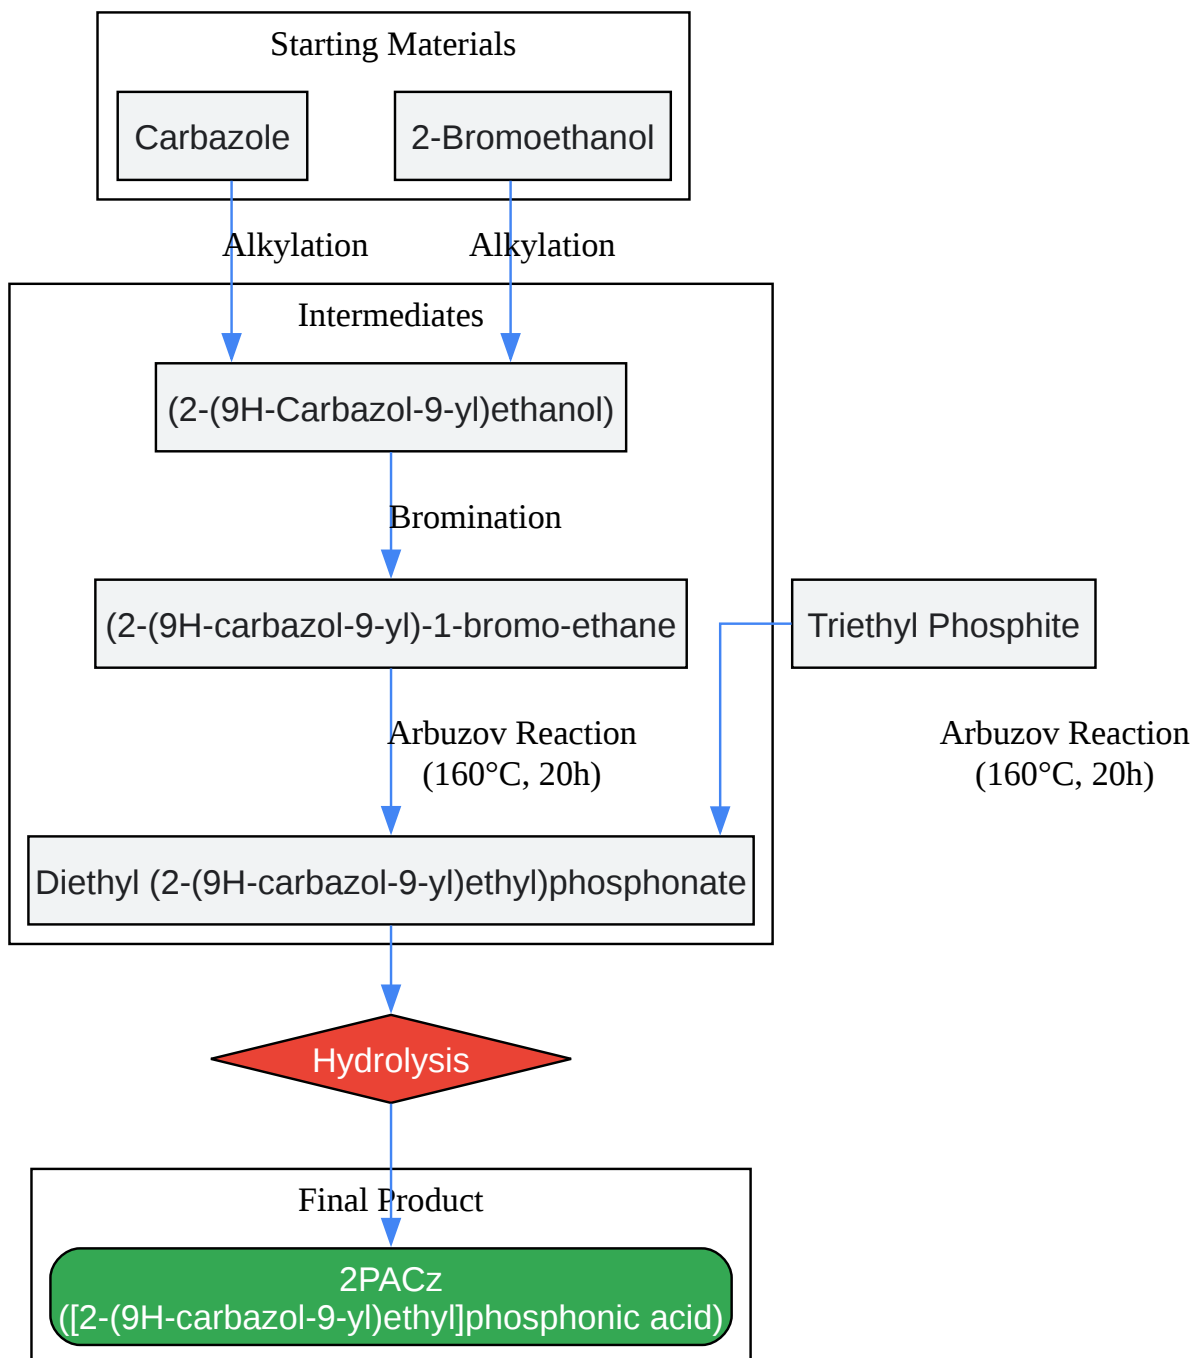 Starting Materials
Carbazole
2-Bromoethanol
Alkylation
Alkylation
Intermediates
(2-(9H-Carbazol-9-yl)ethanol)
Bromination
(2-(9H-carbazol-9-yl)-1-bromo-ethane
Triethyl Phosphite
Arbuzov Reaction
(160°C, 20h)
Arbuzov Reaction
(160°C, 20h)
Diethyl (2-(9H-carbazol-9-yl)ethyl)phosphonate
Hydrolysis
Final Product
2PACz
([2-(9H-carbazol-9-yl)ethyl]phosphonic acid)